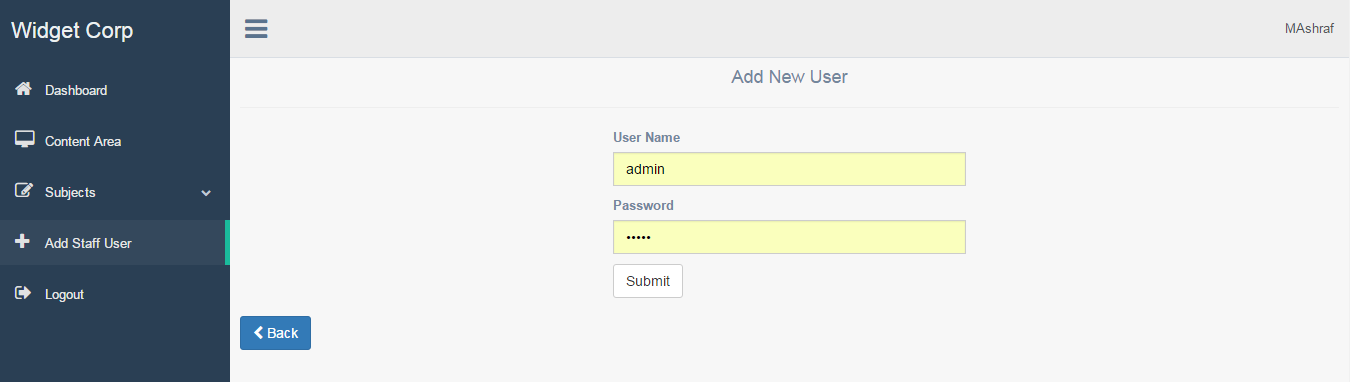 Widget Corp
MAshraf
Dashboard
Content Area
Subjects
Add Staff User
Logout
Add New User
User Name
admin
Password
•••••
Submit
Back